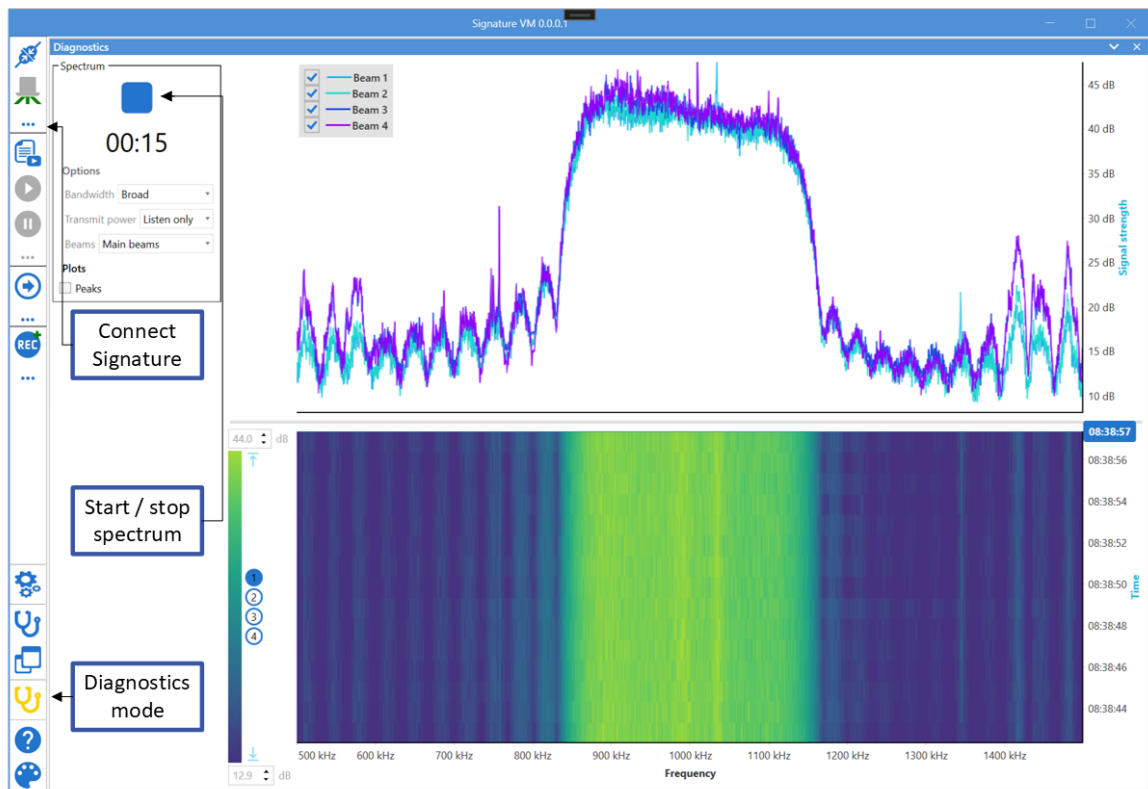 Signature VM 0.0.0.1
Diagnostics
Spectrum
00:15
Options
Bandwidth Broad
Transmit power Listen only
Beams Main beams
Plots
Peaks
Connect
Signature
REC
Start / stop
spectrum
Diagnostics
mode
Beam 1
Beam 2
Beam 3
Beam 4
45 dB
40 dB
35 dB
30 dB
25 dB
20 dB
15 dB
10 dB
Signal strength
44.0 dB
1
2
3
4
12.9 dB
08:38:57
08:38:56
08:38:54
08:38:52
08:38:50
08:38:48
08:38:46
08:38:44
Time
500 kHz 600 kHz 700 kHz 800 kHz 900 kHz 1000 kHz 1100 kHz 1200 kHz 1300 kHz 1400 kHz
Frequency